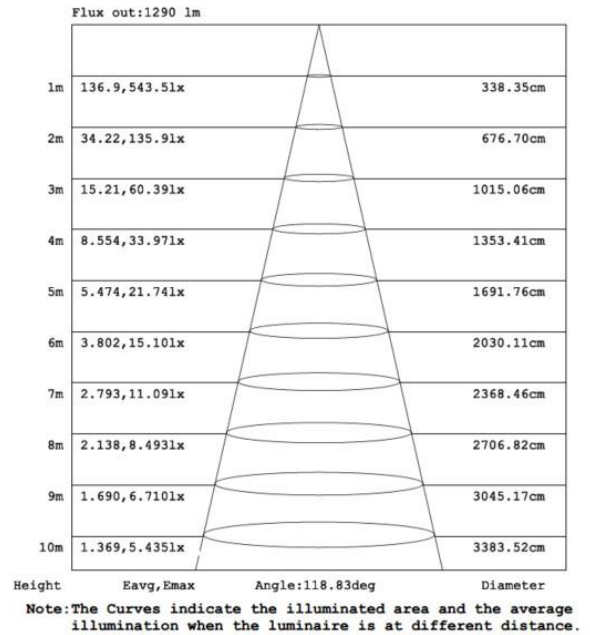 Flux out:1290 lm
1m 136.9,543.5lx 338.35cm
2m 34.22,135.9lx 676.70cm
3m 15.21,60.39lx 1015.06cm
4m 8.554,33.97lx 1353.41cm
5m 5.474,21.74lx 1691.76cm
6m 3.802,15.10lx 2030.11cm
7m 2.793,11.09lx 2368.46cm
8m 2.138,8.493lx 2706.82cm
9m 1.690,6.710lx 3045.17cm
10m 1.369,5.435lx 3383.52cm
Height Eavg,Emax Angle:118.83deg Diameter
Note:The Curves indicate the illuminated area and the average
illumination when the luminaire is at different distance.